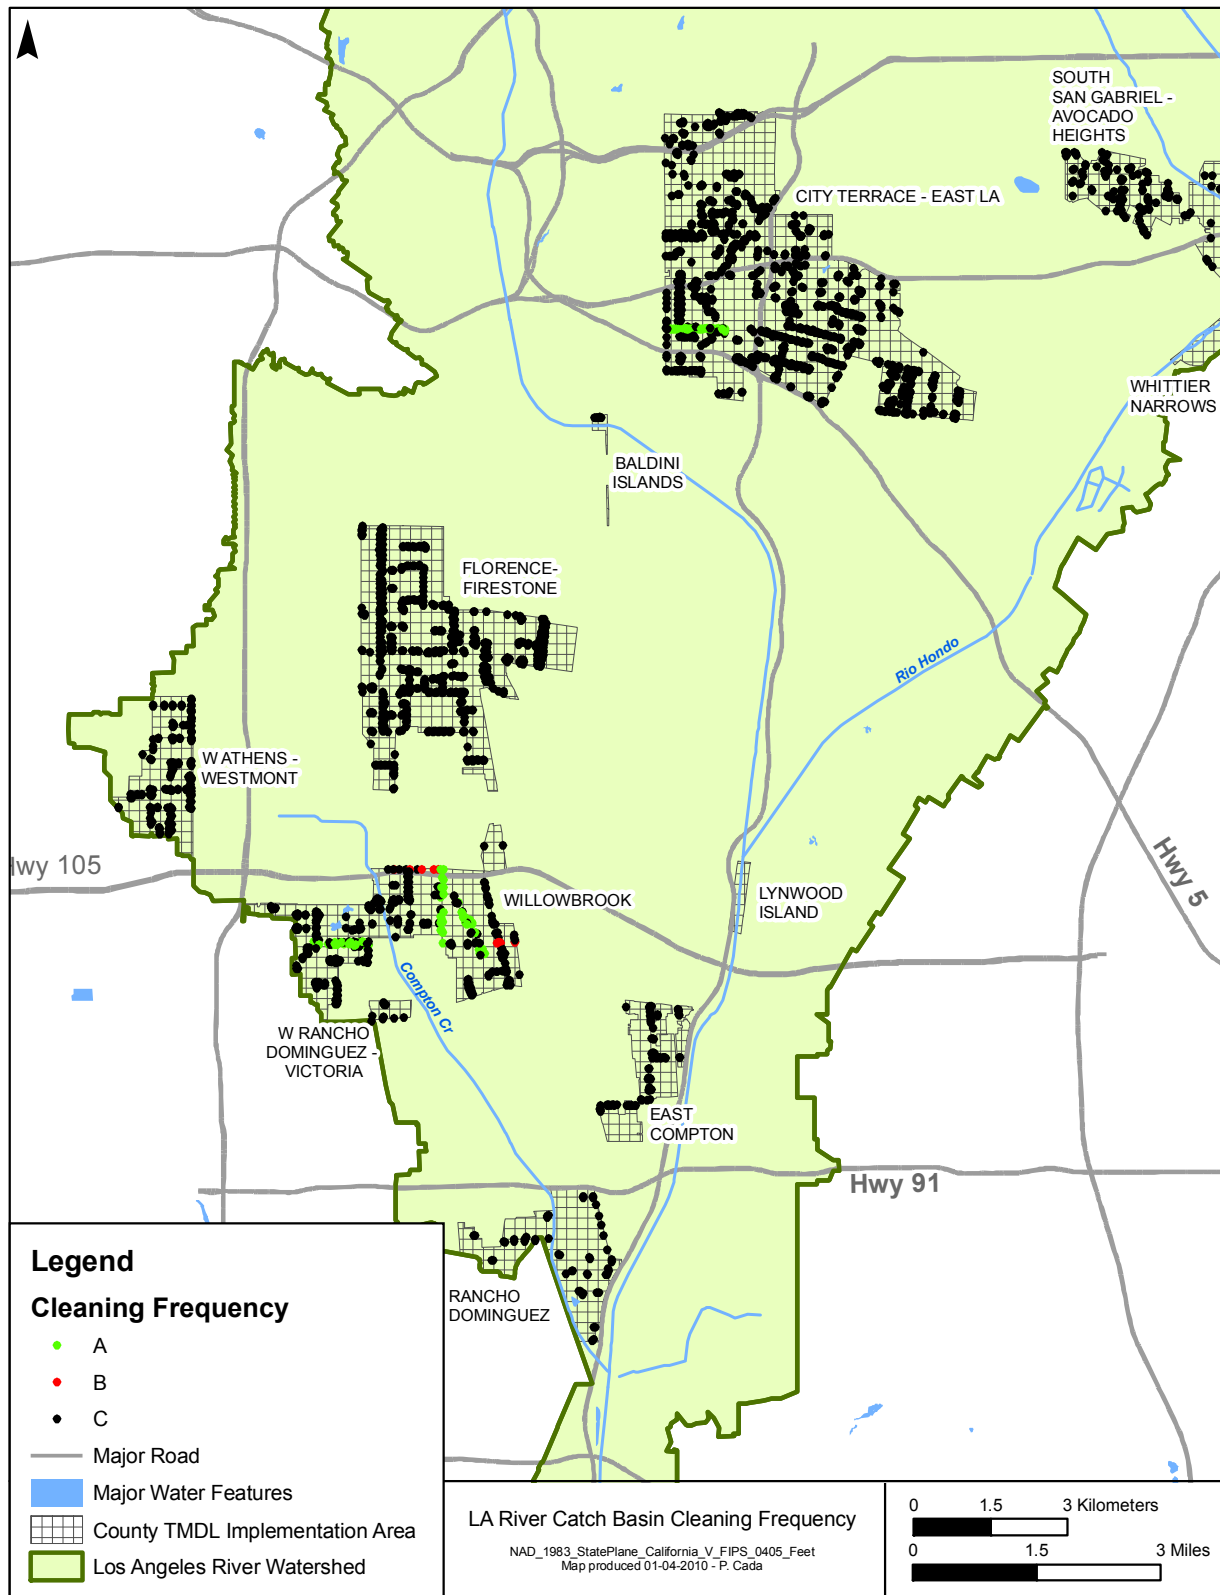 SOUTH
SAN GABRIEL -
AVOCADO
HEIGHTS
CITY TERRACE - EAST LA
WHITTIER
NARROWS
BALDINI
ISLANDS
FLORENCE-
FIRESTONE
Rio Hondo
W ATHENS -
WESTMONT
Hwy 105
Hwy 5
WILLOWBROOK
LYNWOOD
ISLAND
Compton Cr
W RANCHO
DOMINGUEZ -
VICTORIA
EAST
COMPTON
Hwy 91
RANCHO
DOMINGUEZ
Legend
Cleaning Frequency
A
B
C
Major Road
Major Water Features
County TMDL Implementation Area
Los Angeles River Watershed
LA River Catch Basin Cleaning Frequency
NAD_1983_StatePlane_California_V_FIPS_0405_Feet
Map produced 01-04-2010 - P. Cada
0 1.5 3 Kilometers
0 1.5 3 Miles